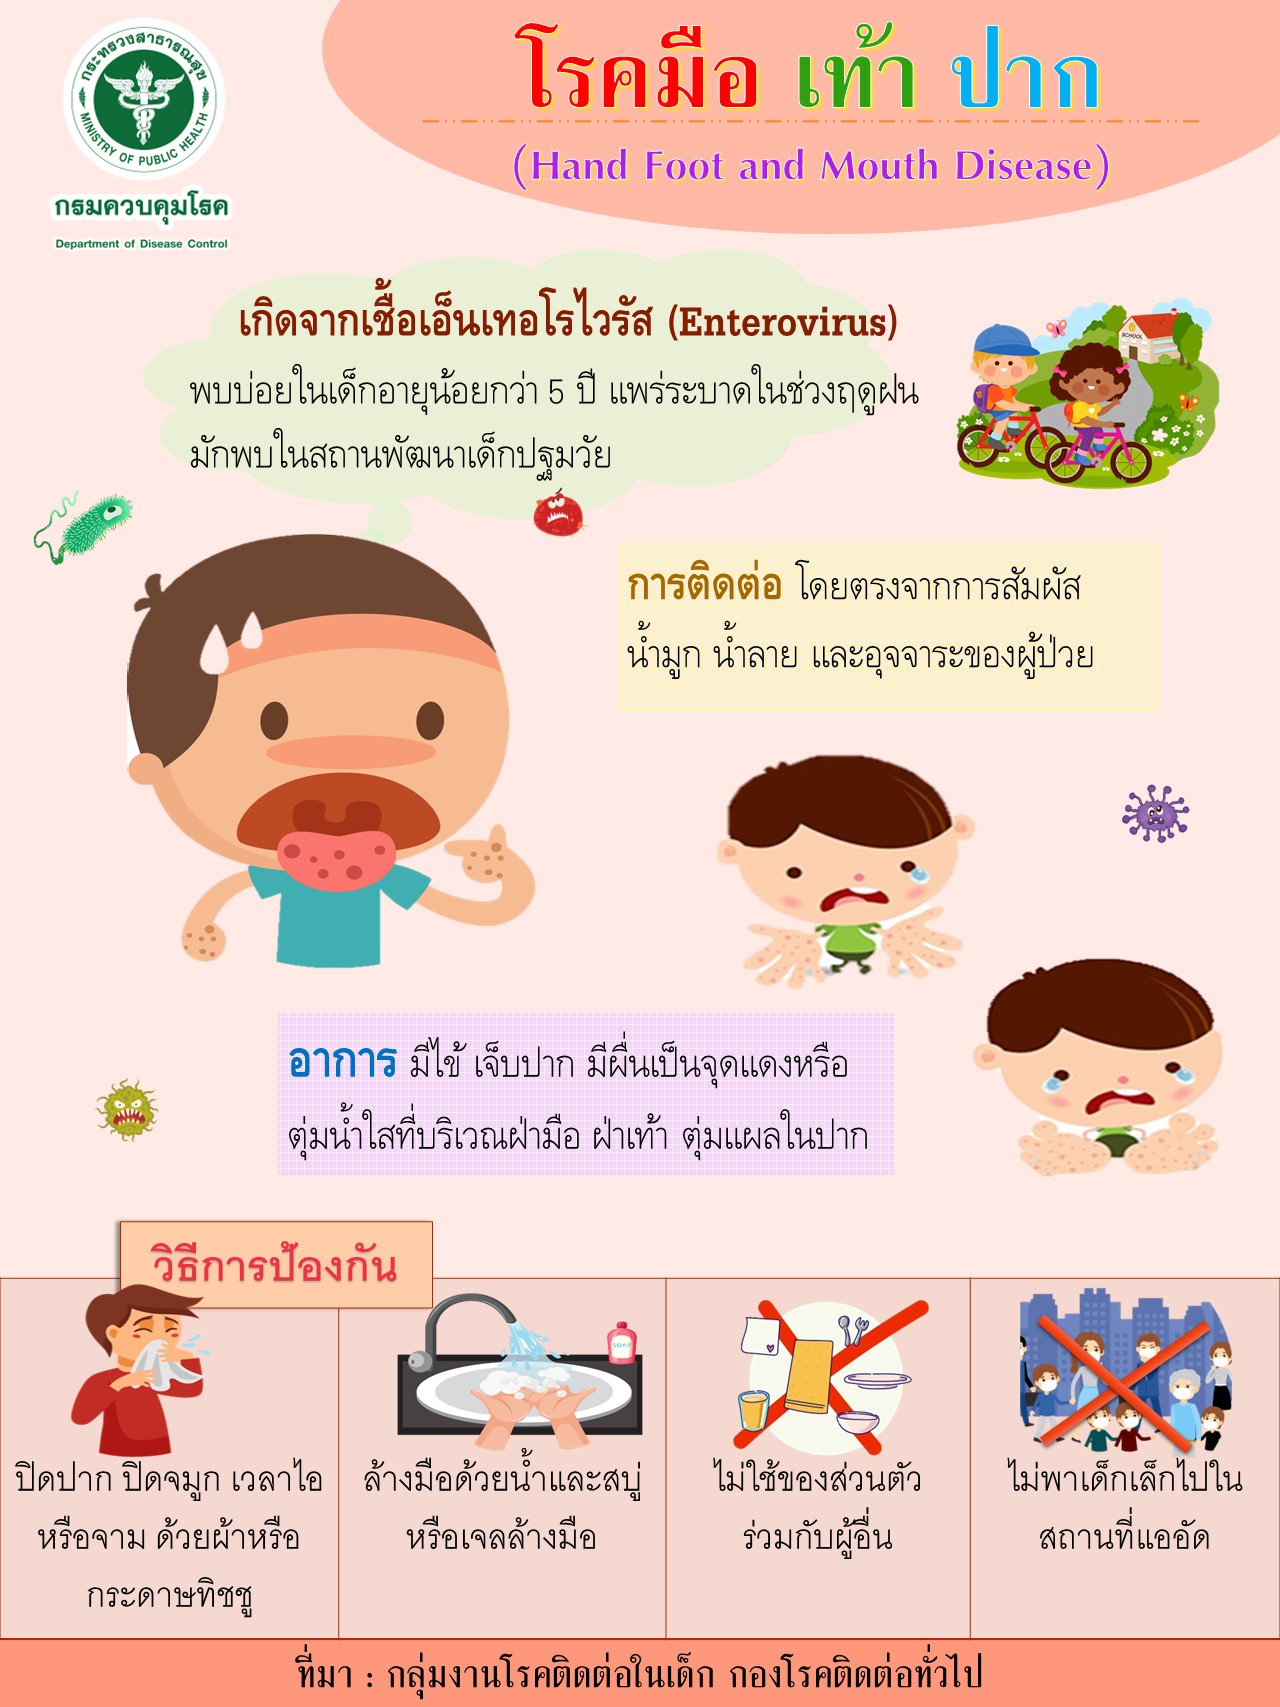 กระทรวงสาธารณสุข
MINISTRY OF PUBLIC HEALTH
กรมควบคุมโรค
Department of Disease Control
โรคมือ เท้า ปาก
(Hand Foot and Mouth Disease)
เกิดจากเชื้อเอ็นเทอโรไวรัส (Enterovirus)
พบบ่อยในเด็กอายุน้อยกว่า 5 ปี แพร่ระบาดในช่วงฤดูฝน
มักพบในสถานพัฒนาเด็กปฐมวัย
SCHOOL
การติดต่อ โดยตรงจากการสัมผัส
น้ำมูก น้ำลาย และอุจจาระของผู้ป่วย
อาการ มีไข้ เจ็บปาก มีผื่นเป็นจุดแดงหรือ
ตุ่มน้ำใสที่บริเวณฝ่ามือ ฝ่าเท้า ตุ่มแผลในปาก
วิธีการป้องกัน
SOAP
ปิดปาก ปิดจมูก เวลาไอ
หรือจาม ด้วยผ้าหรือ
กระดาษทิชชู
ล้างมือด้วยน้ำและสบู่
หรือเจลล้างมือ
ไม่ใช้ของส่วนตัว
ร่วมกับผู้อื่น
ไม่พาเด็กเล็กไปใน
สถานที่แออัด
ที่มา : กลุ่มงานโรคติดต่อในเด็ก กองโรคติดต่อทั่วไป